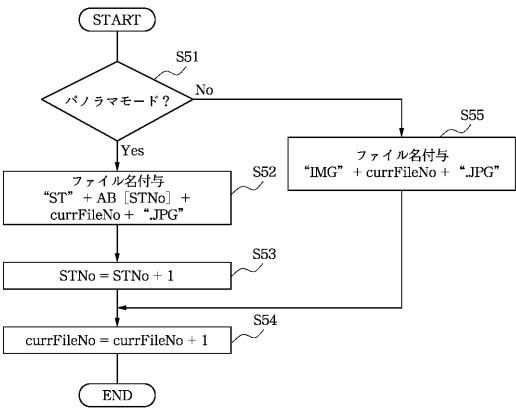 START
S51
パノラマモード？
No
Yes
S55
ファイル名付与
“IMG” + currFileNo + “.JPG”
S52
ファイル名付与
“ST” + AB [STNo] +
currFileNo + “.JPG”
S53
STNo = STNo + 1
S54
currFileNo = currFileNo + 1
END